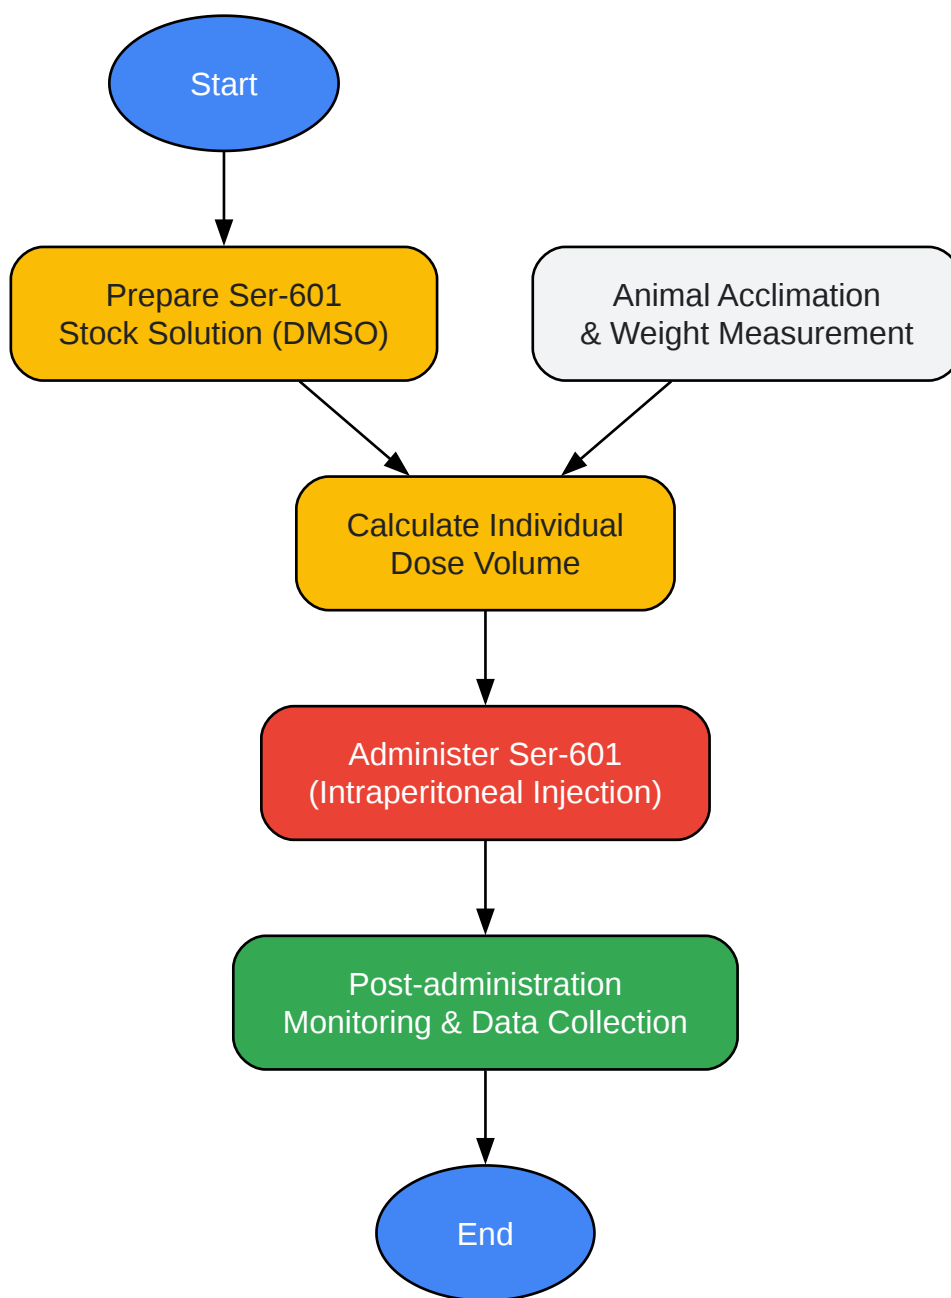 Start
Prepare Ser-601
Stock Solution (DMSO)
Animal Acclimation
& Weight Measurement
Calculate Individual
Dose Volume
Administer Ser-601
(Intraperitoneal Injection)
Post-administration
Monitoring & Data Collection
End